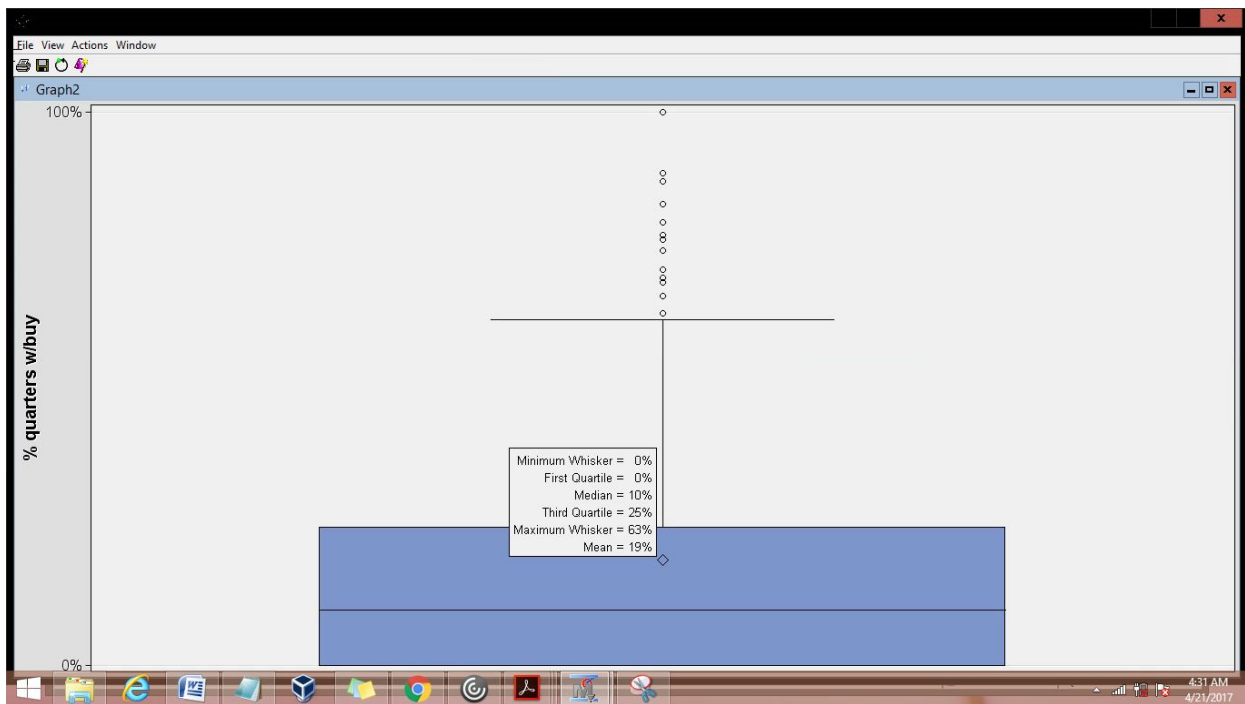 x
File View Actions Window
Graph2
100%
% quarters w/buy
Minimum Whisker = 0%
First Quartile = 0%
Median = 10%
Third Quartile = 25%
Maximum Whisker = 63%
Mean = 19%
0%
4:31 AM
4/21/2017